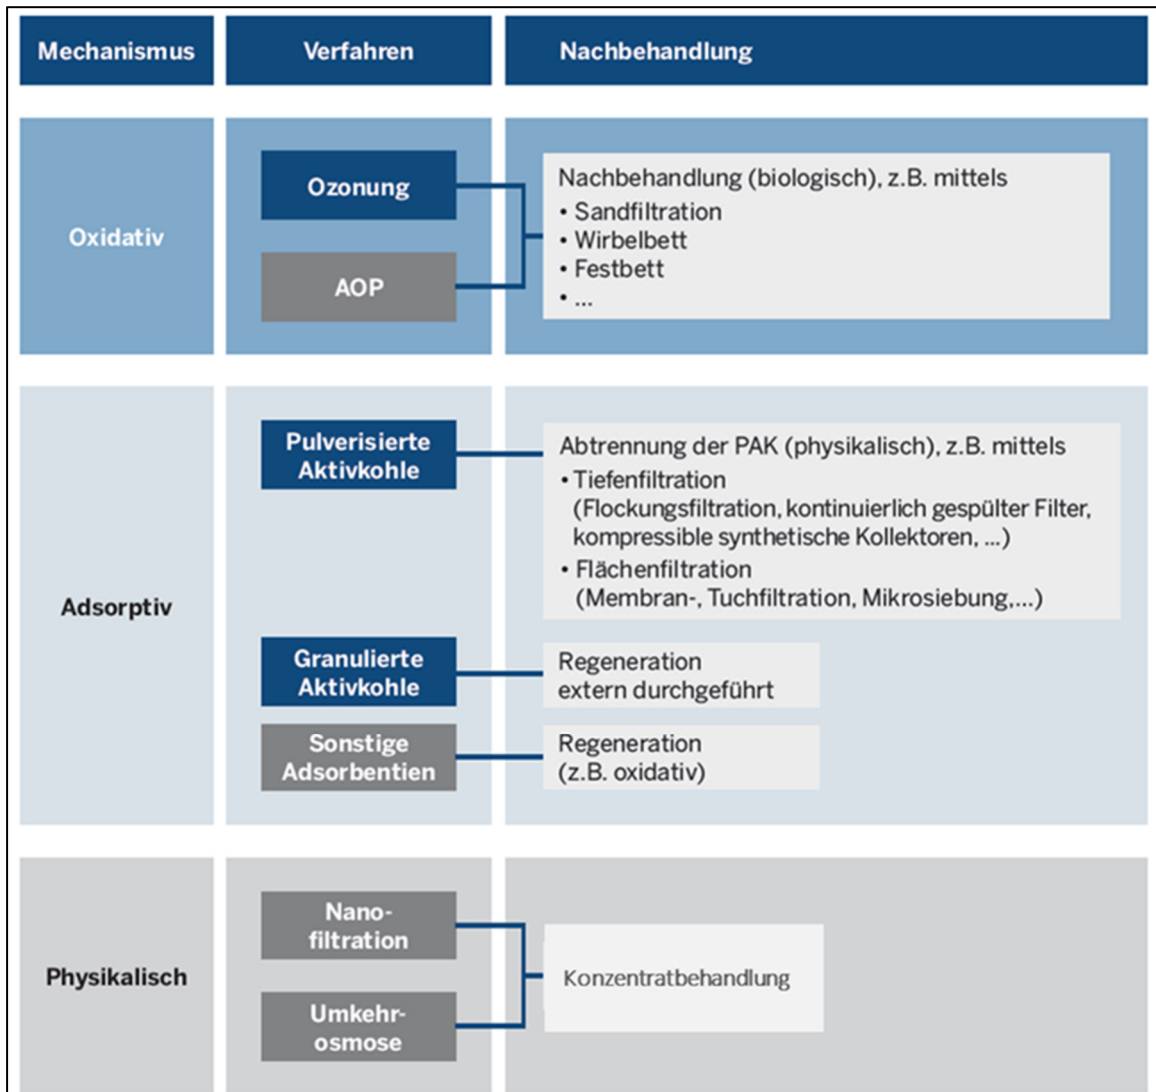 Mechanismus
Verfahren
Nachbehandlung
Oxidativ
Ozonung
AOP
Nachbehandlung (biologisch), z.B. mittels
• Sandfiltration
• Wirbelbett
• Festbett
• ...
Adsorptiv
Pulverisierte
Aktivkohle
Abtrennung der PAK (physikalisch), z.B. mittels
• Tiefenfiltration
(Flockungsfiltration, kontinuierlich gespülter Filter,
kompressible synthetische Kollektoren, ...)
• Flächenfiltration
(Membran-, Tuchfiltration, Mikrosiebung,...)
Granulierte
Aktivkohle
Regeneration
extern durchgeführt
Sonstige
Adsorbentien
Regeneration
(z.B. oxidativ)
Physikalisch
Nano-
filtration
Umkehr-
osmose
Konzentratbehandlung